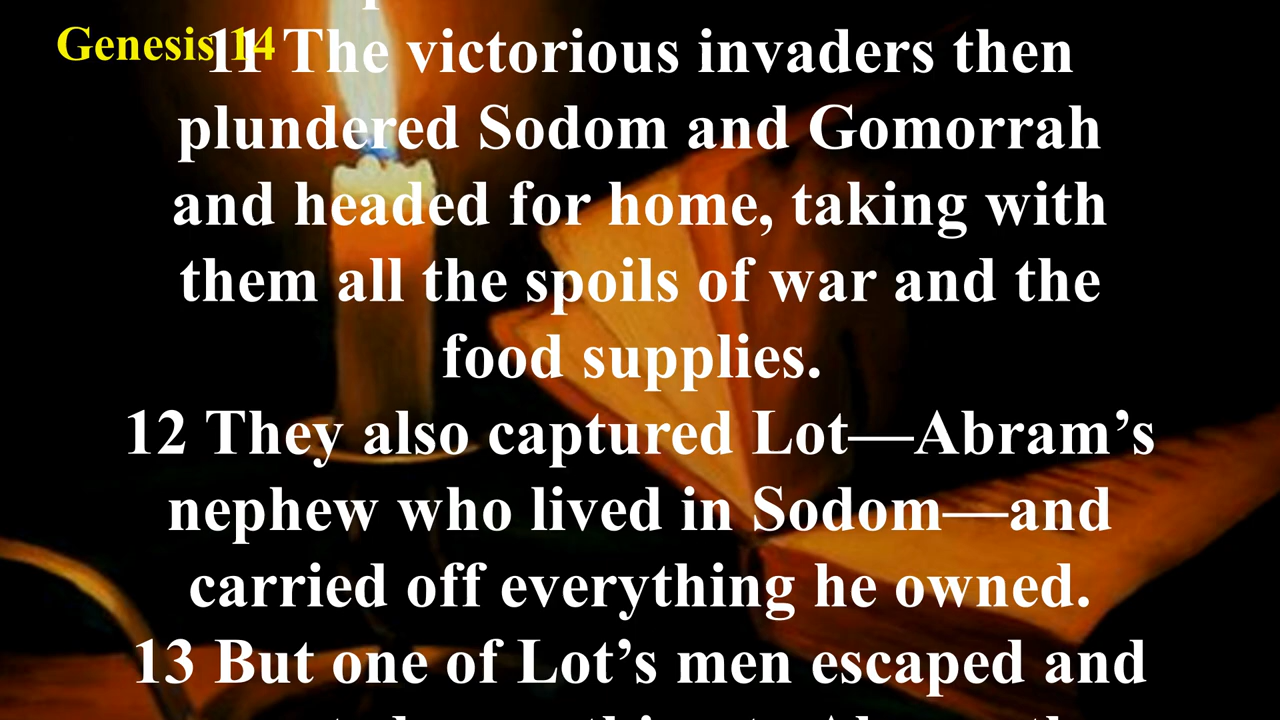 Genesis 14
11 The victorious invaders then
plundered Sodom and Gomorrah
and headed for home, taking with
them all the spoils of war and the
food supplies.
12 They also captured Lot—Abram’s
nephew who lived in Sodom—and
carried off everything he owned.
13 But one of Lot’s men escaped and